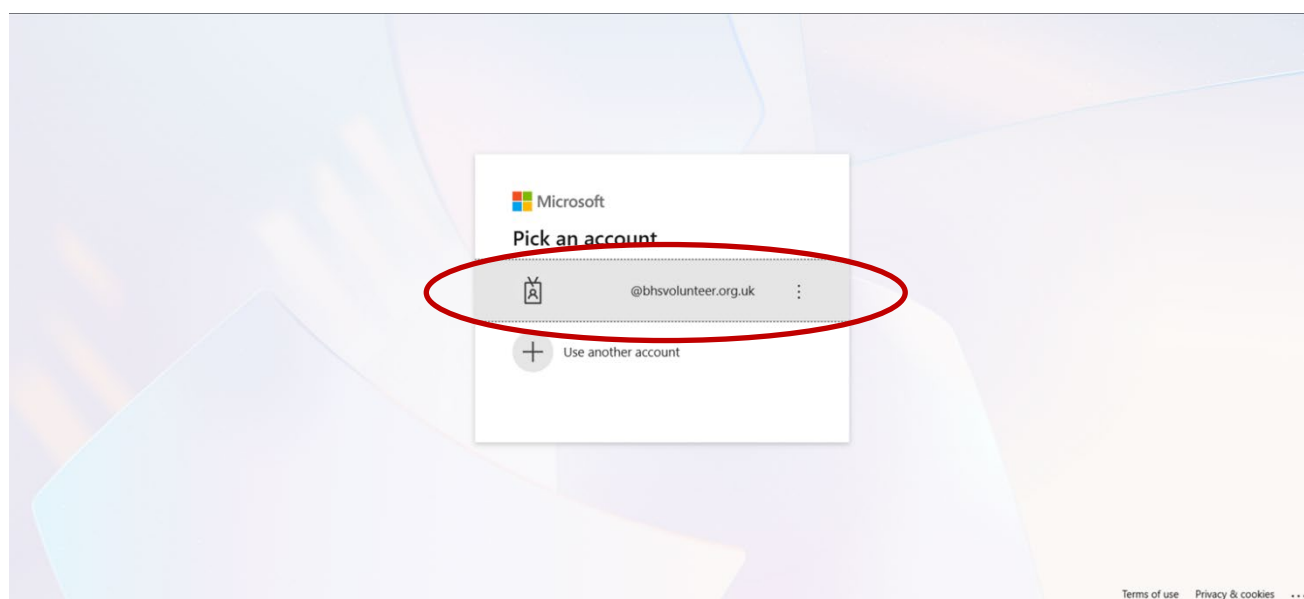 Microsoft
Pick an account
@bhsvolunteer.org.uk
Use another account
Terms of use Privacy & cookies ...